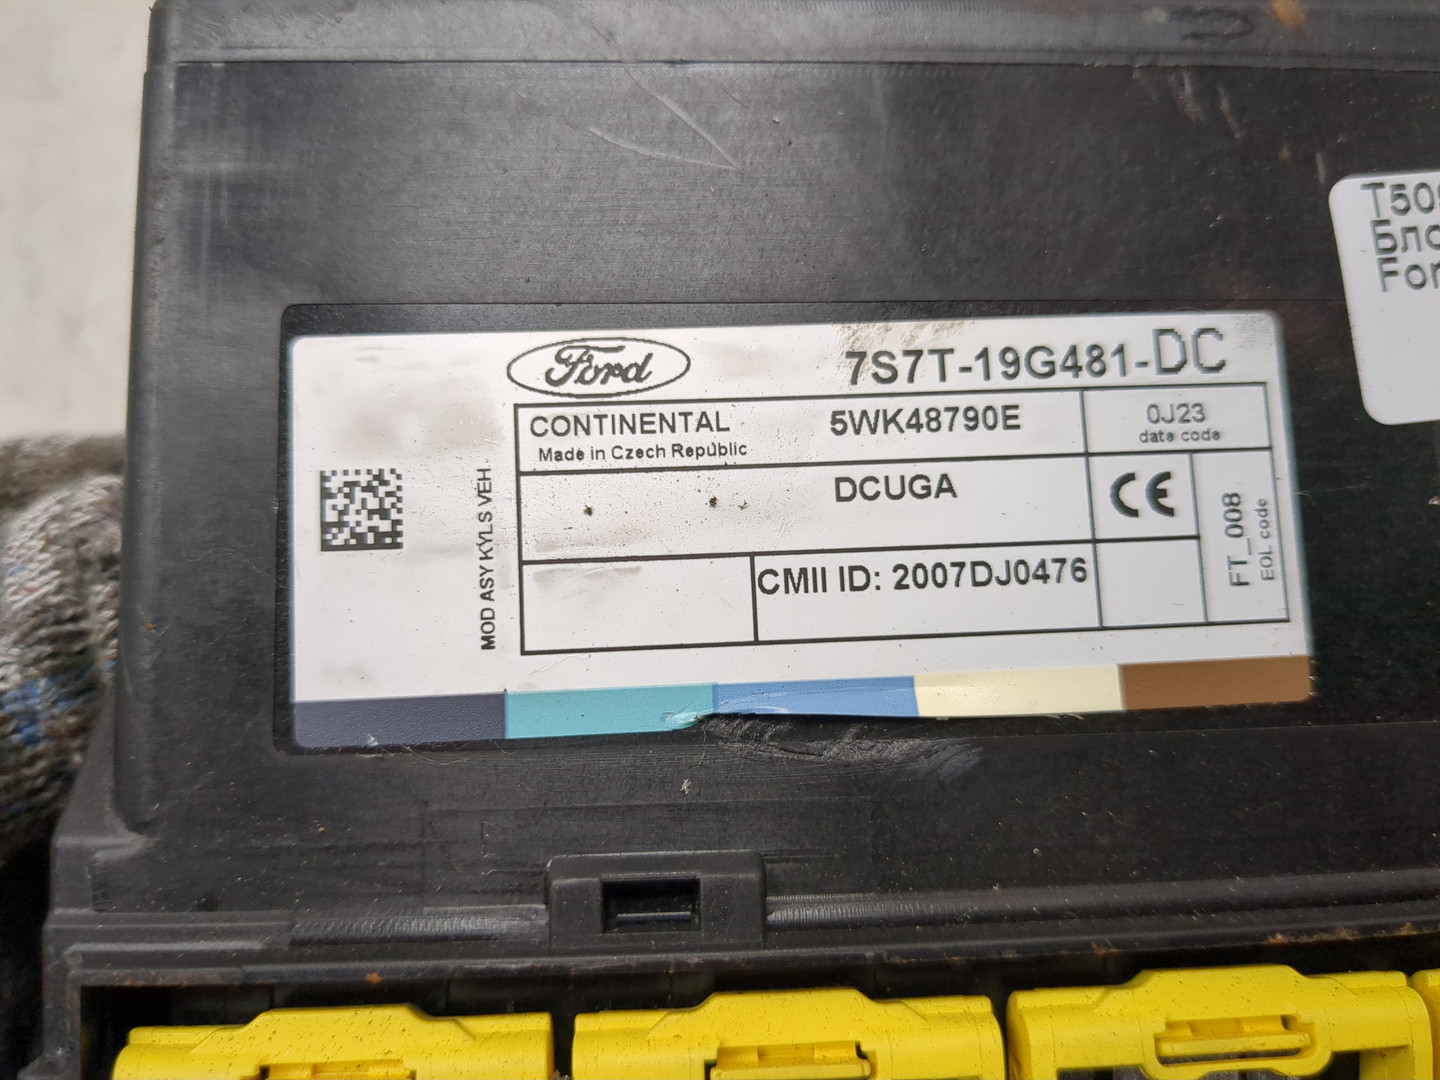 Ford
7S7T-19G481-DC
CONTINENTAL
Made in Czech Republic
5WK48790E
0J23
date code
DCUGA
CE
CMII ID: 2007DJ0476
FT_008
EOL code
MOD ASY KYLS VEH